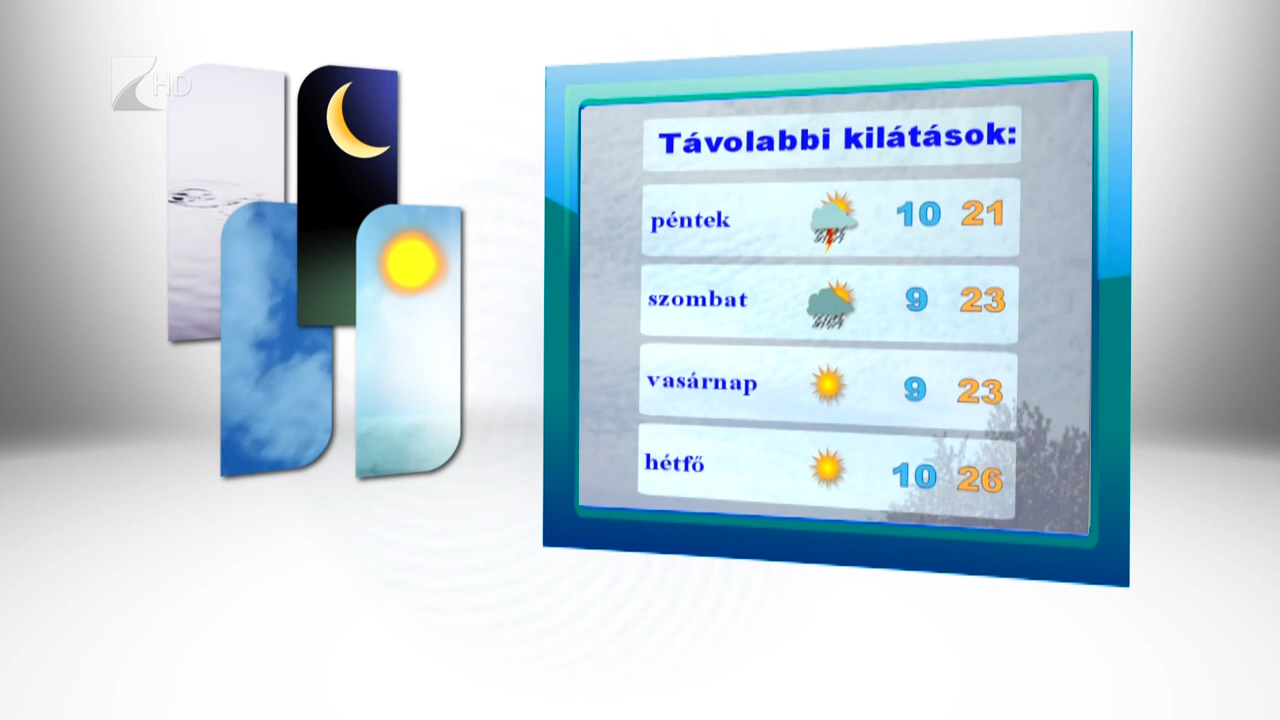 HD
Távolabbi kilátások:
péntek 10 21
szombat 9 23
vasárnap 9 23
hétfő 10 26